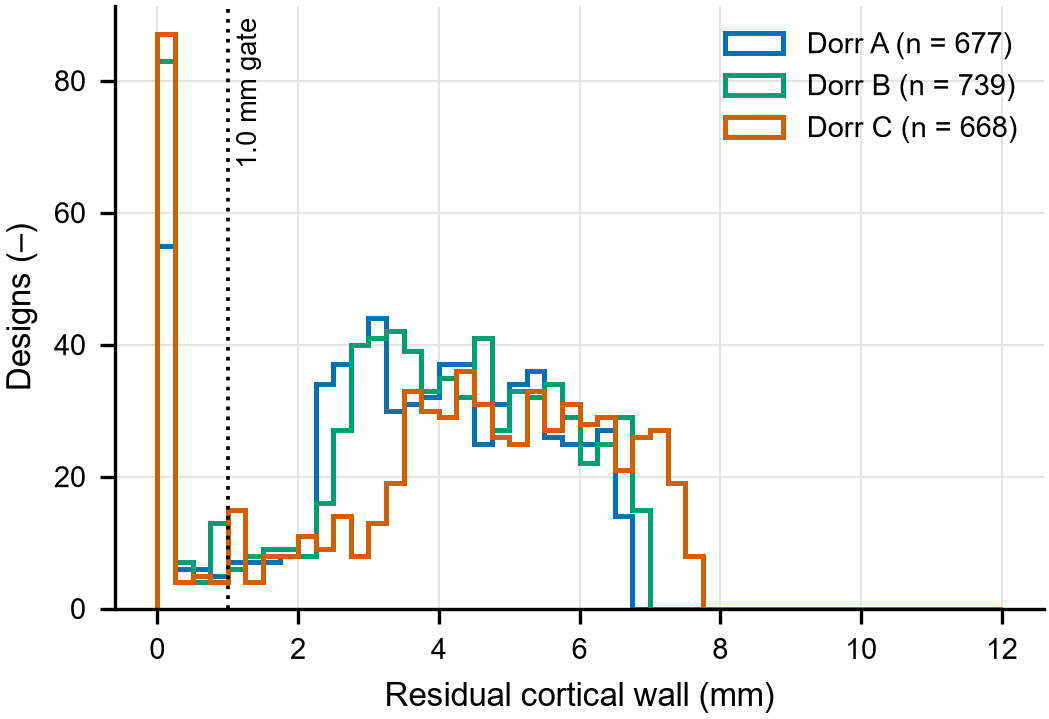 Dorr A (n = 677)
Dorr B (n = 739)
Dorr C (n = 668)
1.0 mm gate
Designs (–)
80
60
40
20
0
0 2 4 6 8 10 12
Residual cortical wall (mm)